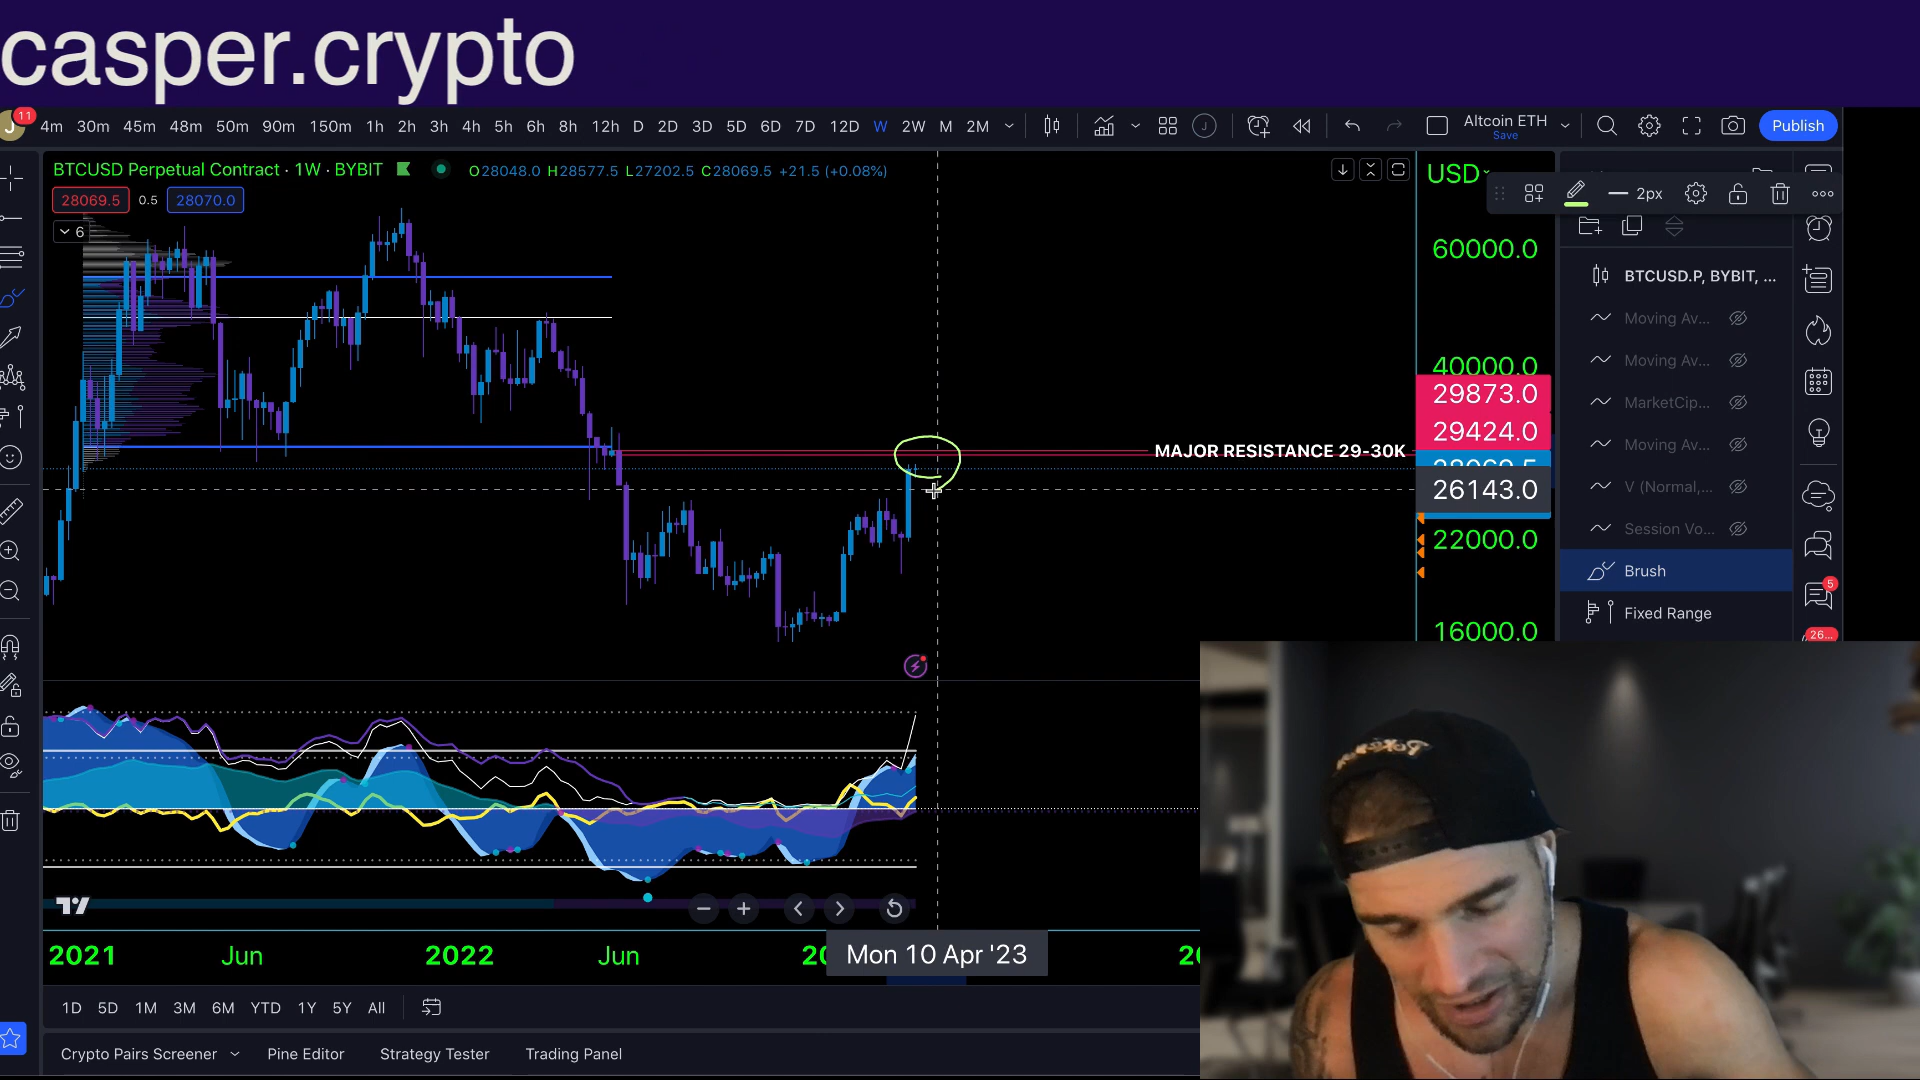 casper.crypto
J 11 4m 30m 45m 48m 50m 90m 150m 1h 2h 3h 4h 5h 6h 8h 12h D 2D 3D 5D 6D 7D 12D W 2W M 2M J Altcoin ETH Save Publish
BTCUSD Perpetual Contract · 1W · BYBIT O28048.0 H28577.5 L27202.5 C28069.5 +21.5 (+0.08%)
28069.5 0.5 28070.0
6
USD
2px
60000.0
40000.0
29873.0
29424.0
26143.0
22000.0
16000.0
MAJOR RESISTANCE 29-30K
BTCUSD.P, BYBIT, ...
Moving Av...
Moving Av...
MarketCip...
Moving Av...
V (Normal,...
Session Vo...
Brush
Fixed Range
5
26...
2021 Jun 2022 Jun Mon 10 Apr '23
1D 5D 1M 3M 6M YTD 1Y 5Y All
Crypto Pairs Screener Pine Editor Strategy Tester Trading Panel